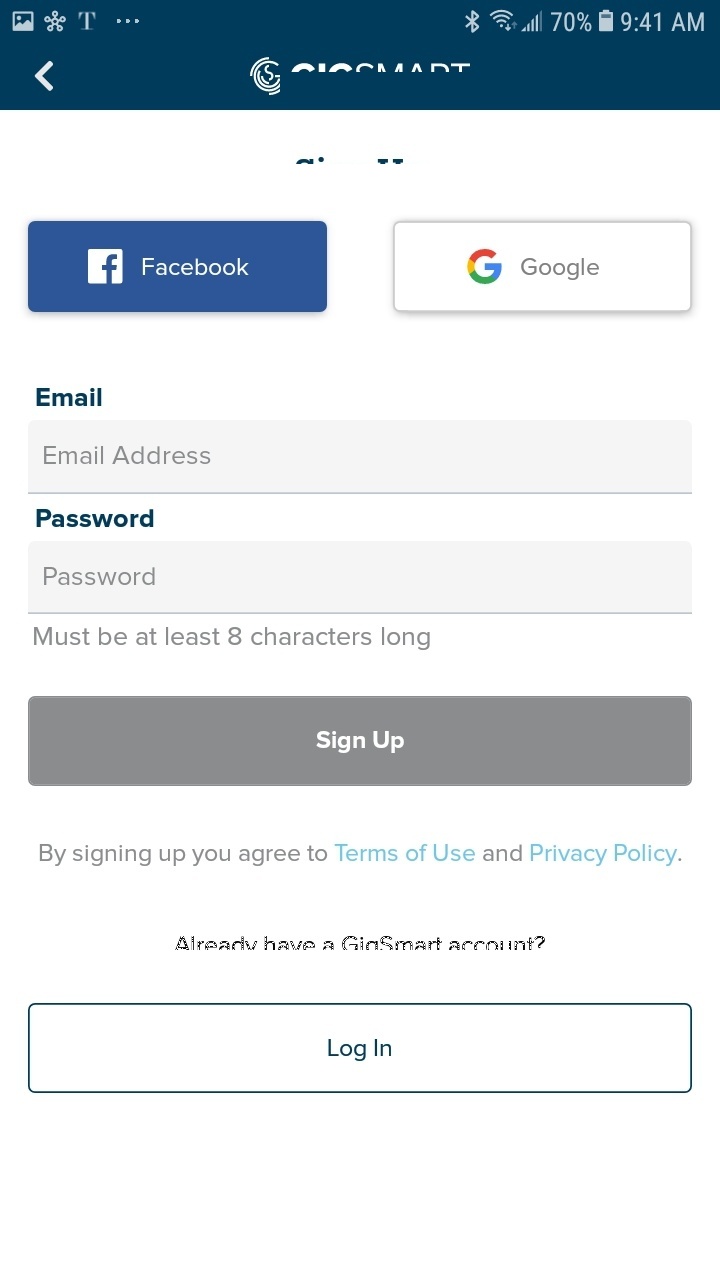 70% 9:41 AM
Facebook
Google
Email
Email Address
Password
Password
Must be at least 8 characters long
Sign Up
By signing up you agree to Terms of Use and Privacy Policy.
Already have a GigSmart account?
Log In